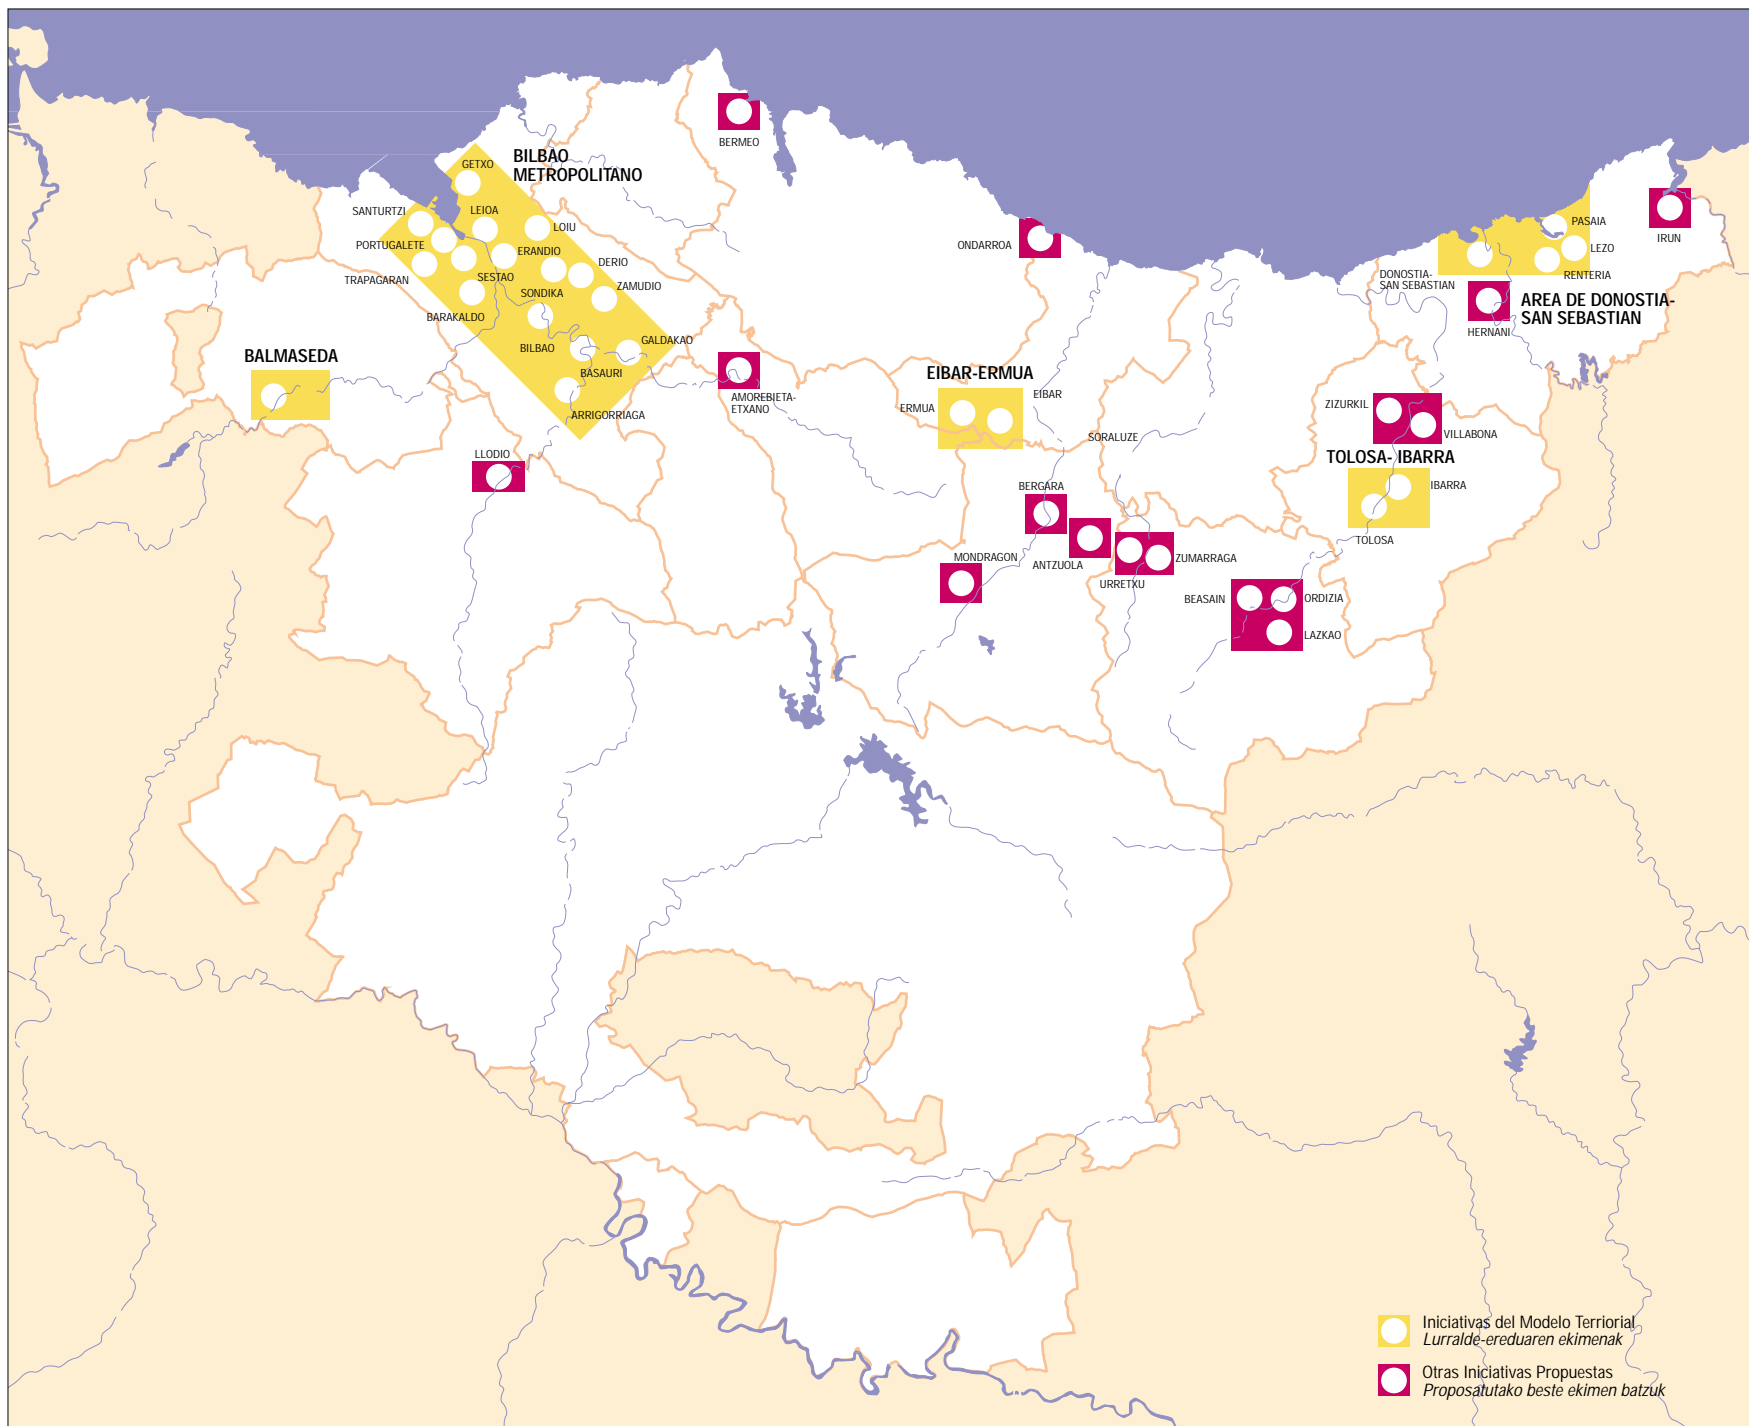 BERMEO
BILBAO
METROPOLITANO
GETXO
SANTURTZI
LEIOA
LOIU
PORTUGALETE
ERANDIO
DERIO
TRAPAGARAN
SESTAO
ZAMUDIO
SONDIKA
BARAKALDO
BILBAO
GALDAKAO
BASAURI
ARRIGORRIAGA
BALMASEDA
AMOREBIETA-
ETXANO
LLODIO
ONDARROA
EIBAR-ERMUA
EIBAR
ERMUA
SORALUZE
BERGARA
MONDRAGON
ANTZUOLA
ZUMARRAGA
URRETXU
BEASAIN
ORDIZIA
LAZKAO
IRUN
PASAIA
LEZO
RENTERIA
DONOSTIA-
SAN SEBASTIAN
AREA DE DONOSTIA-
SAN SEBASTIAN
HERNANI
ZIZURKIL
VILLABONA
TOLOSA- IBARRA
IBARRA
TOLOSA
Iniciativas del Modelo Terriorial
Lurralde-ereduaren ekimenak
Otras Iniciativas Propuestas
Proposatutako beste ekimen batzuk